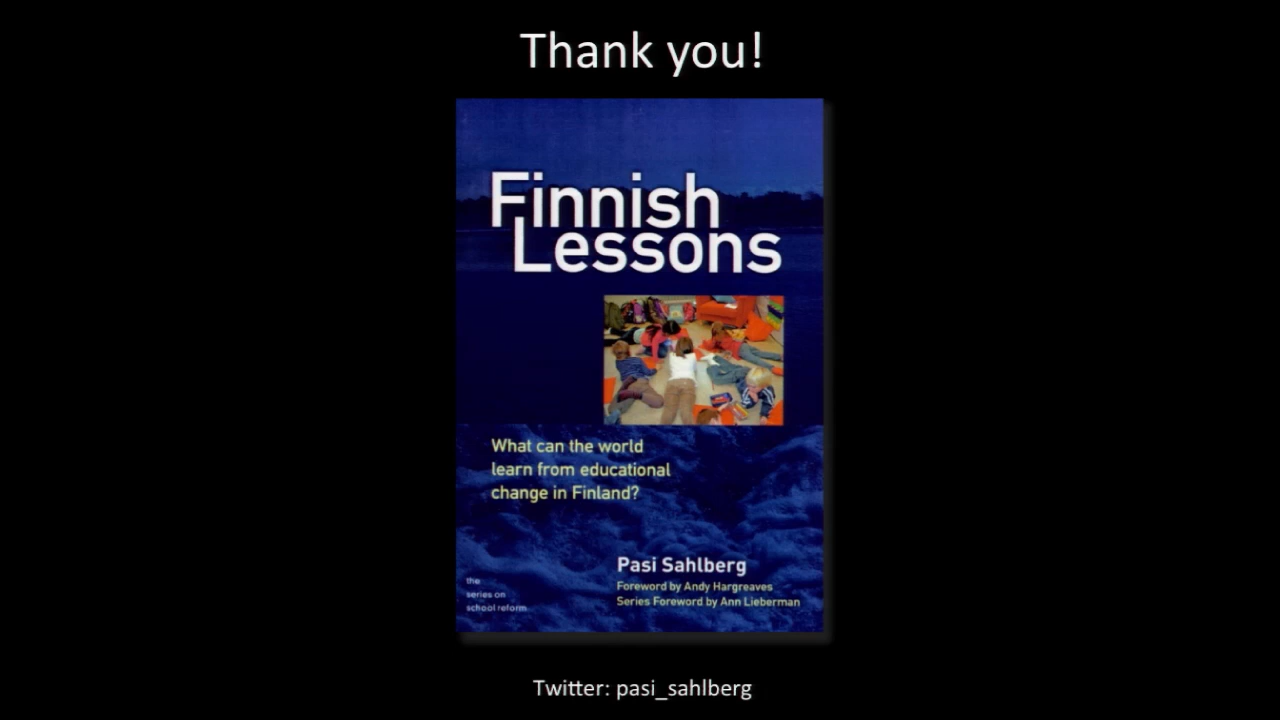 Thank you!
Finnish
Lessons
What can the world
learn from educational
change in Finland?
Pasi Sahlberg
Foreword by Andy Hargreaves
Series Foreword by Ann Lieberman
the
series on
school reform
Twitter: pasi_sahlberg